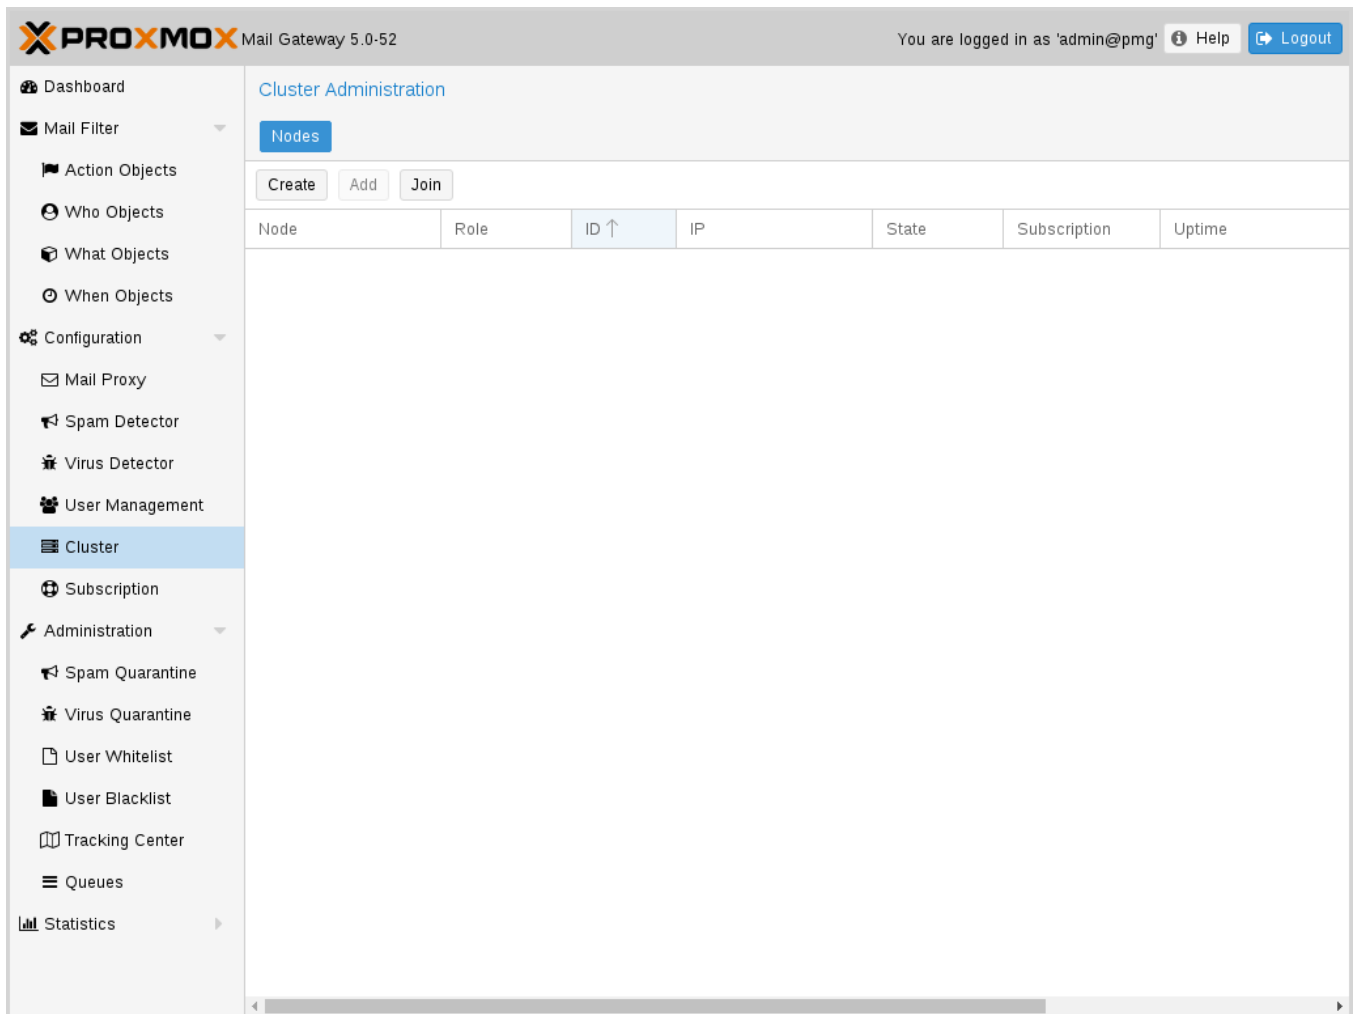 PROXMOX Mail Gateway 5.0-52 You are logged in as 'admin@pmg' Help Logout
Dashboard
Mail Filter
Action Objects
Who Objects
What Objects
When Objects
Configuration
Mail Proxy
Spam Detector
Virus Detector
User Management
Cluster
Subscription
Administration
Spam Quarantine
Virus Quarantine
User Whitelist
User Blacklist
Tracking Center
Queues
Statistics
Cluster Administration
Nodes
Create Add Join
Node Role ID IP State Subscription Uptime